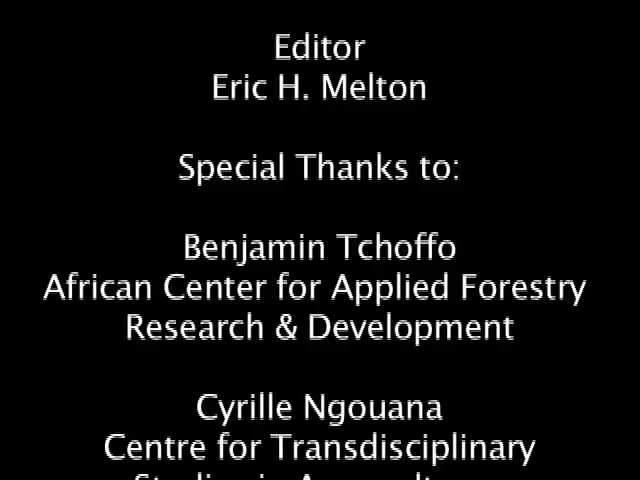 Editor
Eric H. Melton
Special Thanks to:
Benjamin Tchoffo
African Center for Applied Forestry
Research & Development
Cyrille Ngouana
Centre for Transdisciplinary